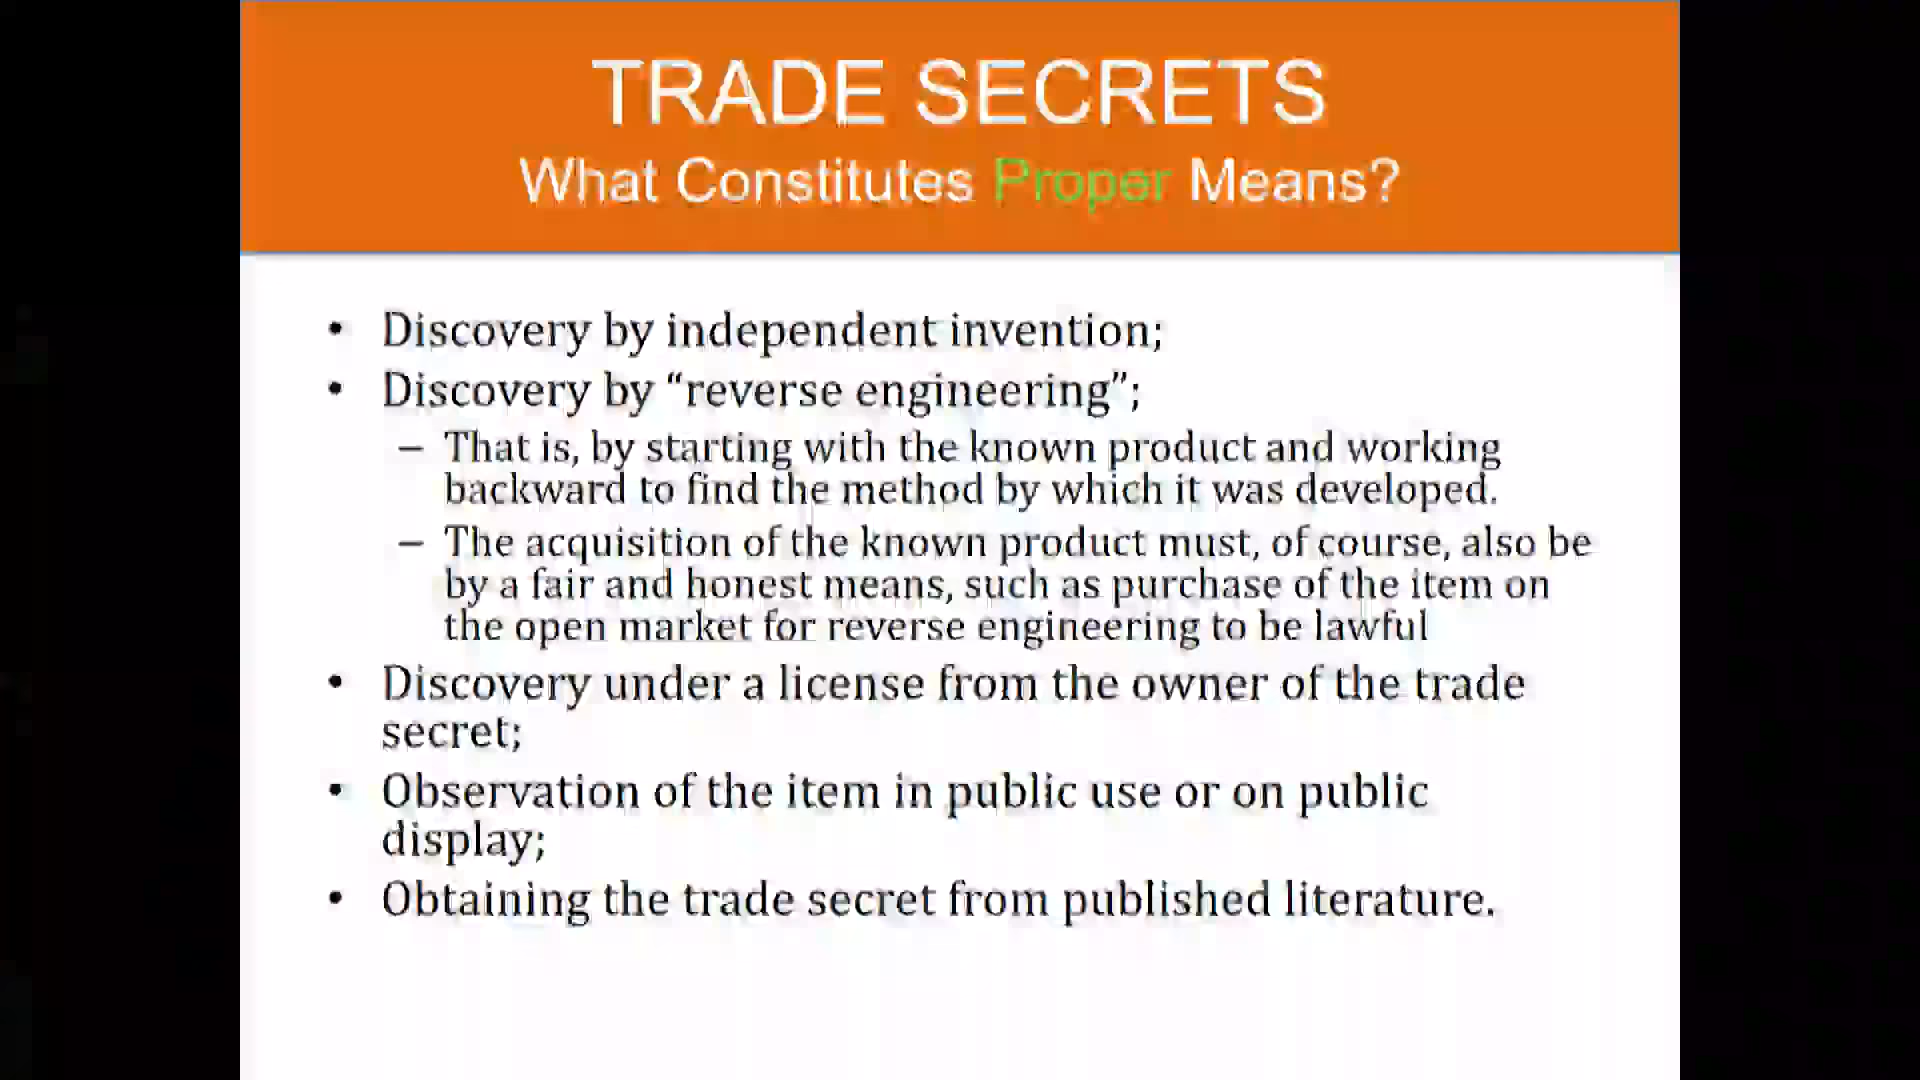 TRADE SECRETS
What Constitutes Proper Means?
• Discovery by independent invention;
• Discovery by “reverse engineering”;
– That is, by starting with the known product and working
backward to find the method by which it was developed.
– The acquisition of the known product must, of course, also be
by a fair and honest means, such as purchase of the item on
the open market for reverse engineering to be lawful
• Discovery under a license from the owner of the trade
secret;
• Observation of the item in public use or on public
display;
• Obtaining the trade secret from published literature.